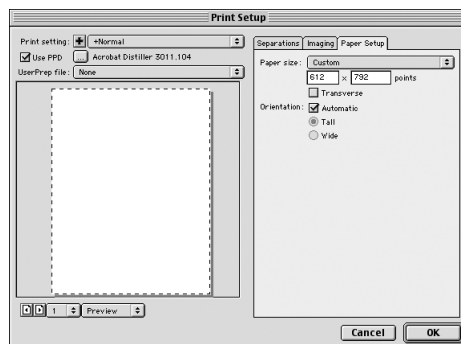 Print Setup
Print setting: +Normal
Use PPD ... Acrobat Distiller 3011.104
UserPrep file: None
1 Preview
Separations Imaging Paper Setup
Paper size: Custom
612 × 792 points
Transverse
Orientation: Automatic
Tall
Wide
Cancel OK